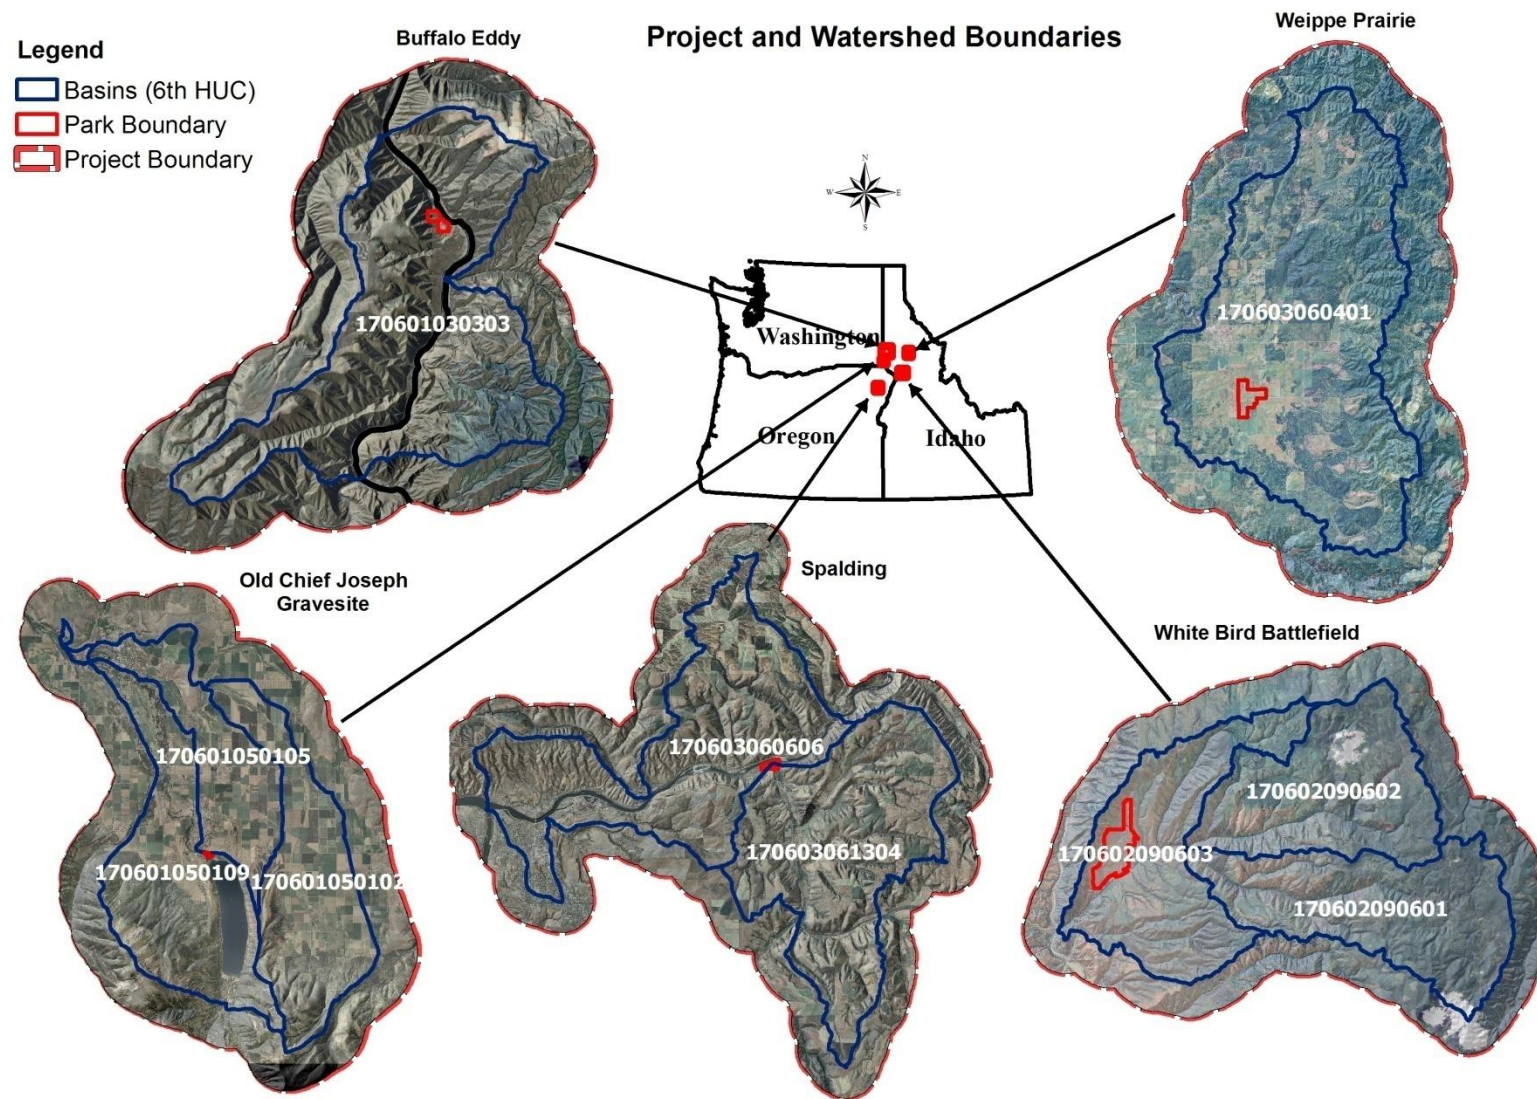 Project and Watershed Boundaries
Legend
Basins (6th HUC)
Park Boundary
Project Boundary
Buffalo Eddy
170601030303
Weippe Prairie
170603060401
N
W
E
S
Washington
Oregon
Idaho
Old Chief Joseph
Gravesite
170601050105
170601050109
170601050102
Spalding
170603060606
170603061304
White Bird Battlefield
170602090602
170602090603
170602090601